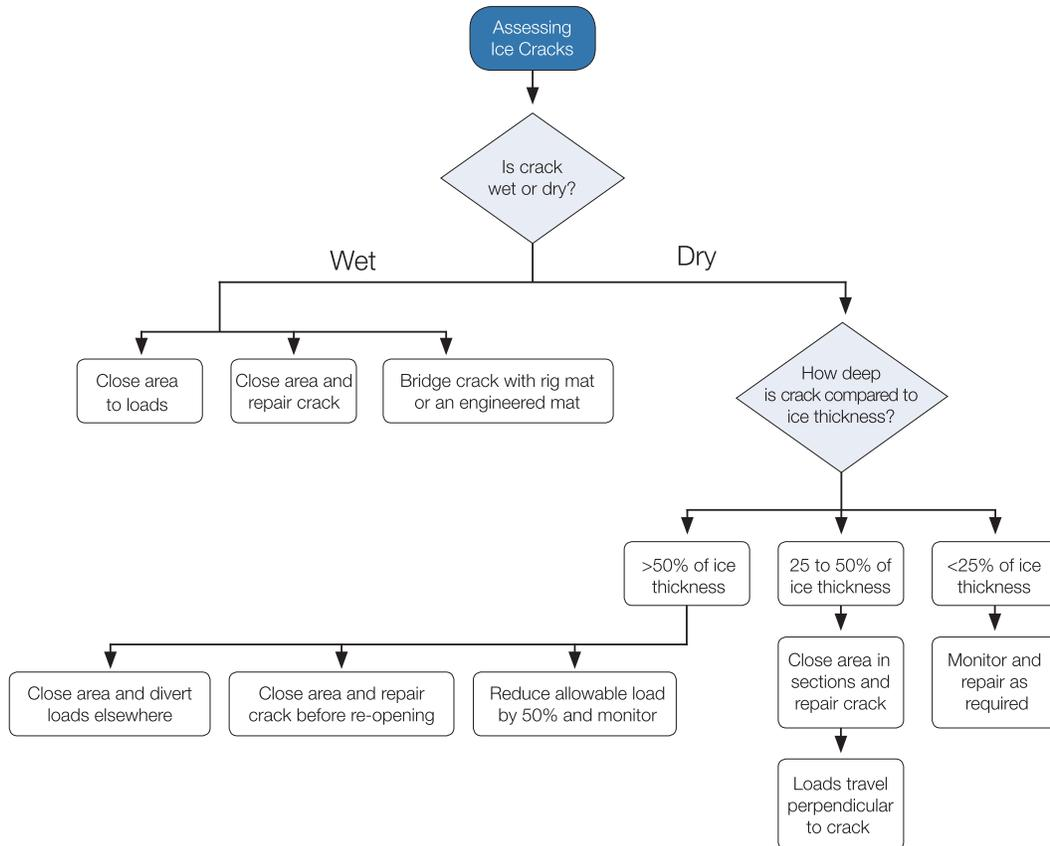 Assessing
Ice Cracks
Is crack
wet or dry?
Wet
Dry
Close area
to loads
Close area and
repair crack
Bridge crack with rig mat
or an engineered mat
How deep
is crack compared to
ice thickness?
>50% of ice
thickness
25 to 50% of
ice thickness
<25% of ice
thickness
Close area and divert
loads elsewhere
Close area and repair
crack before re-opening
Reduce allowable load
by 50% and monitor
Close area in
sections and
repair crack
Monitor and
repair as
required
Loads travel
perpendicular
to crack